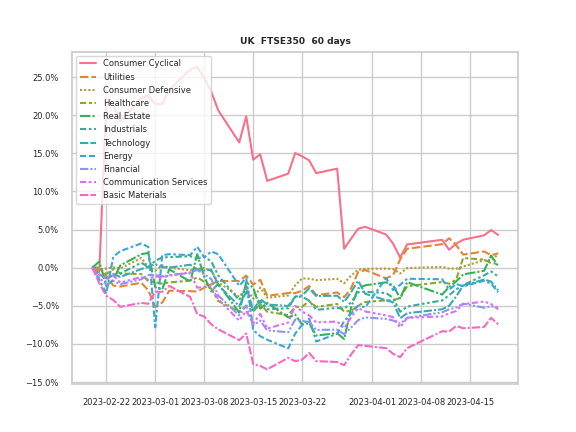 UK FTSE350 60 days
Consumer Cyclical
Utilities
Consumer Defensive
Healthcare
Real Estate
Industrials
Technology
Energy
Financial
Communication Services
Basic Materials
25.0%
20.0%
15.0%
10.0%
5.0%
0.0%
−5.0%
−10.0%
−15.0%
2023-02-22 2023-03-01 2023-03-08 2023-03-15 2023-03-22 2023-04-01 2023-04-08 2023-04-15